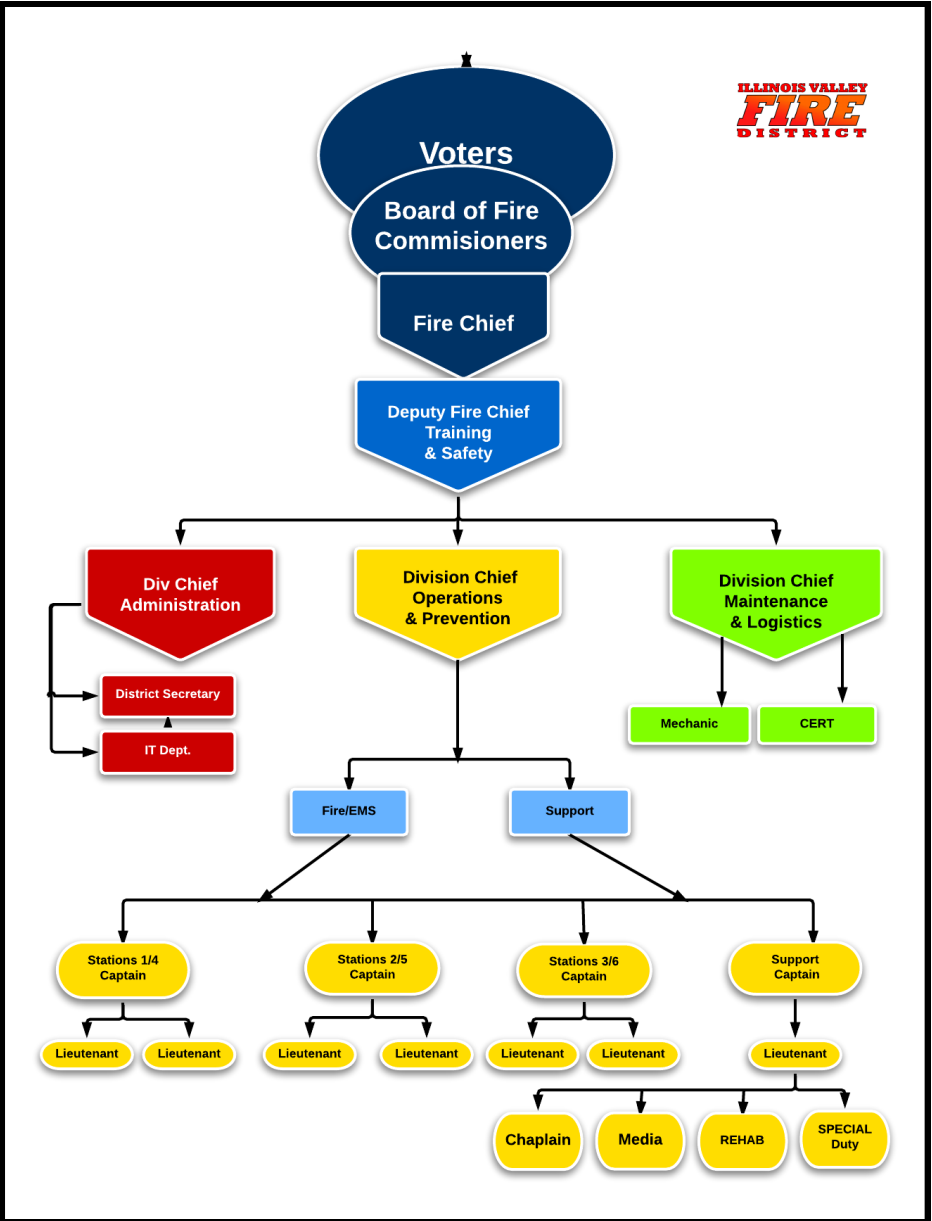 ILLINOIS VALLEY
FIRE
DISTRICT
Voters
Board of Fire
Commisioners
Fire Chief
Deputy Fire Chief
Training
& Safety
Div Chief
Administration
Division Chief
Operations
& Prevention
Division Chief
Maintenance
& Logistics
District Secretary
IT Dept.
Mechanic
CERT
Fire/EMS
Support
Stations 1/4
Captain
Stations 2/5
Captain
Stations 3/6
Captain
Support
Captain
Lieutenant
Lieutenant
Lieutenant
Lieutenant
Lieutenant
Lieutenant
Lieutenant
Chaplain
Media
REHAB
SPECIAL
Duty